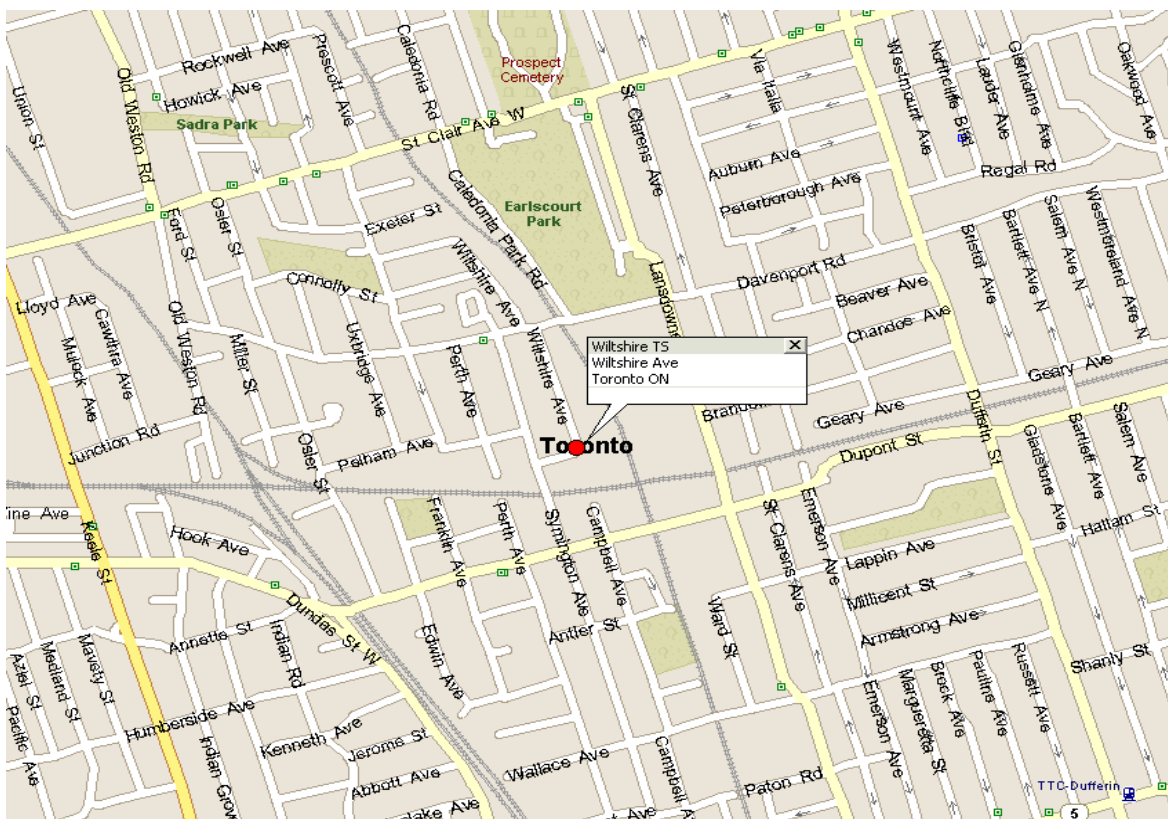 Rockwell Ave
Prescott Ave
Caledonia Rd
Prospect
Cemetery
Via Italia
Westmount Ave
Northcliffe Blvd
Lauder Ave
Glenholme Ave
Oakwood Ave
Old Weston Rd
Union St
Howick Ave
Sadra Park
St Clair Ave W
St Clarens Ave
Auburn Ave
Regal Rd
Peterborough Ave
Ford St
Osler St
Exeter St
Caledonia Park Rd
Earlscourt
Park
Wiltshire Ave
Connolly St
Lansdowne
Davenport Rd
Bristol Ave
Bartlett Ave N
Salem Ave N
Westmoreland Ave N
Beaver Ave
Lloyd Ave
Cawthra Ave
Mulock Ave
Old Weston Rd
Miller St
Uxbridge Ave
Perth Ave
Wiltshire Ave
Chandos Ave
Wiltshire TS
Wiltshire Ave
Toronto ON
Geary Ave
Geary Ave
Junction Rd
Osler St
Pelham Ave
Toronto
Dupont St
Dufferin St
Gladstone Ave
Bartlett Ave
Salem Ave
Keele St
Hook Ave
Franklin Ave
Perth Ave
Symington Ave
Campbell Ave
St Clarens Ave
Emerson Ave
Hallam St
Lappin Ave
Millicent St
Armstrong Ave
Dundas St W
Annette St
Indian Rd
Edwin Ave
Antler St
Ward St
Shanly St
Aziel St
Medland St
Mavety St
Pacific Ave
Humberside Ave
Indian Grov
Kenneth Ave
Jerome St
Abbott Ave
Wallace Ave
Campbell Ave
Paton Rd
Emerson Ave
Margueretta St
Brock Ave
Pauline Ave
Russett Ave
TTC-Dufferin
5